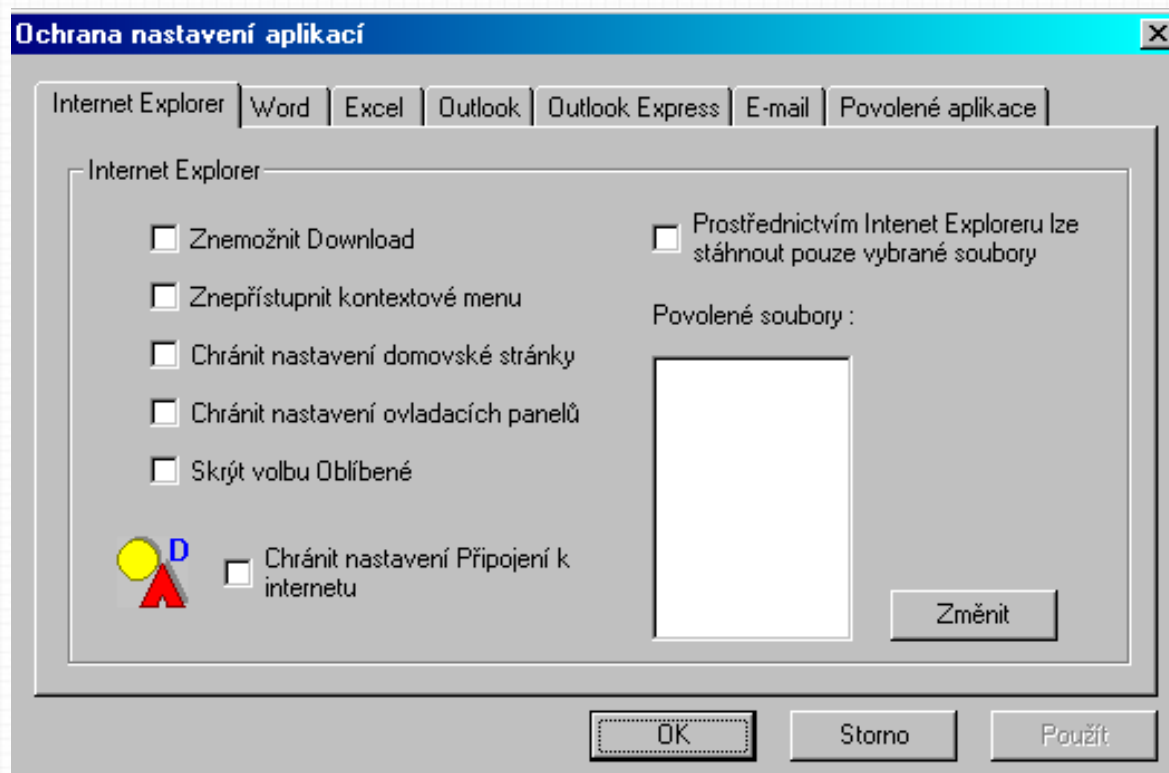 Ochrana nastavení aplikací
Internet Explorer Word Excel Outlook Outlook Express E-mail Povolené aplikace
Internet Explorer
Znemožnit Download
Znepřístupnit kontextové menu
Chránit nastavení domovské stránky
Chránit nastavení ovladacích panelů
Skrýt volbu Oblíbené
D
Chránit nastavení Připojení k
internetu
Prostřednictvím Intenet Exploreru lze
stáhnout pouze vybrané soubory
Povolené soubory :
Změnit
OK Storno Použít